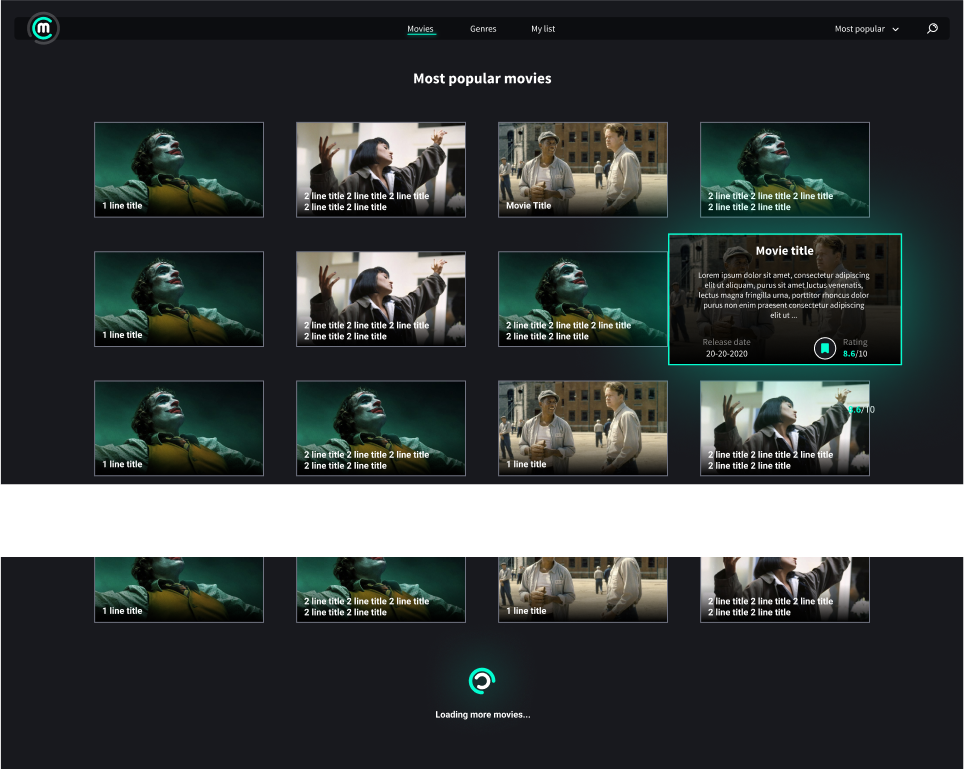 m
Movies Genres My list Most popular
Most popular movies
1 line title
2 line title 2 line title 2 line title
2 line title 2 line title
Movie Title
2 line title 2 line title 2 line title
2 line title 2 line title
1 line title
2 line title 2 line title 2 line title
2 line title 2 line title
2 line title 2 line title 2 line title
2 line title 2 line title
Movie title
Lorem ipsum dolor sit amet, consectetur adipiscing
elit ut aliquam, purus sit amet luctus venenatis,
lectus magna fringilla urna, porttitor rhoncus dolor
purus non enim praesent consectetur adipiscing
elit ut ...
Release date
20-20-2020
Rating
8.6/10
1 line title
2 line title 2 line title 2 line title
2 line title 2 line title
1 line title
8.6/10
2 line title 2 line title 2 line title
2 line title 2 line title
1 line title
2 line title 2 line title 2 line title
2 line title 2 line title
1 line title
2 line title 2 line title 2 line title
2 line title 2 line title
Loading more movies...